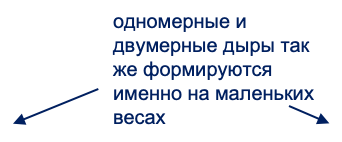 одномерные и
двумерные дыры так
же формируются
именно на маленьких
весах